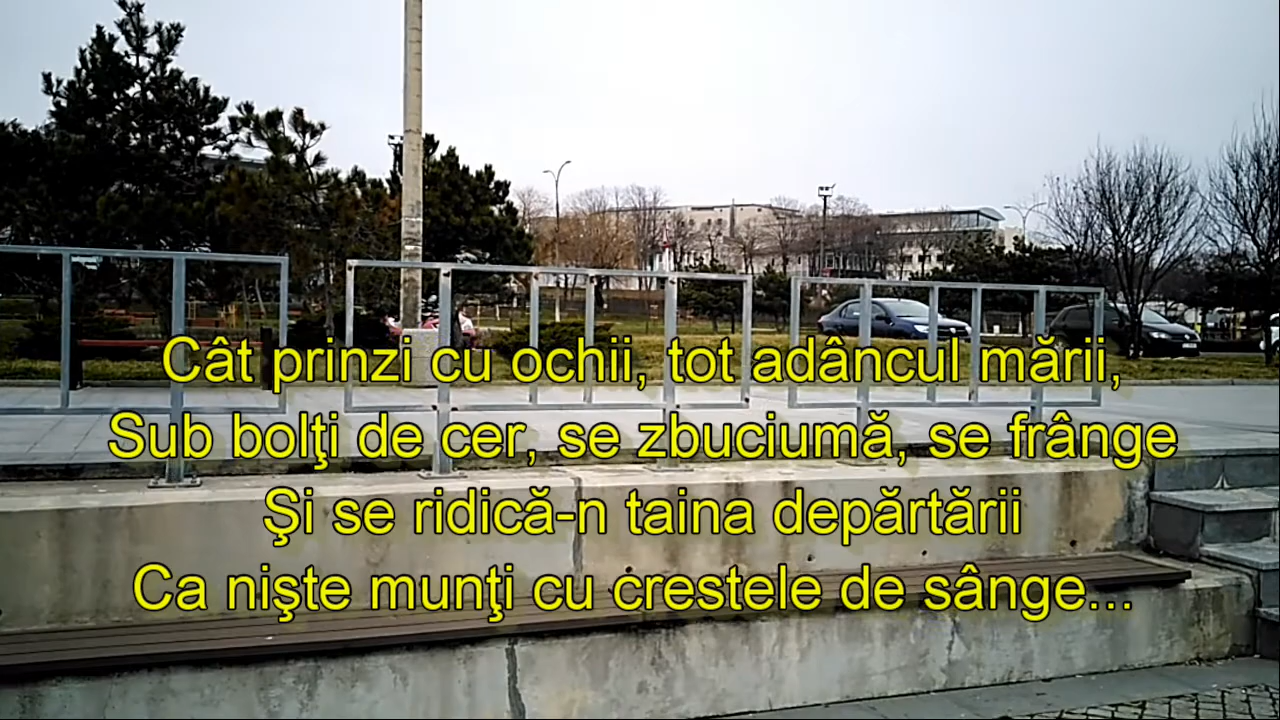 Cât prinzi cu ochii, tot adâncul mării,
Sub bolţi de cer, se zbuciumă, se frânge
Şi se ridică-n taina depărtării
Ca nişte munţi cu crestele de sânge...